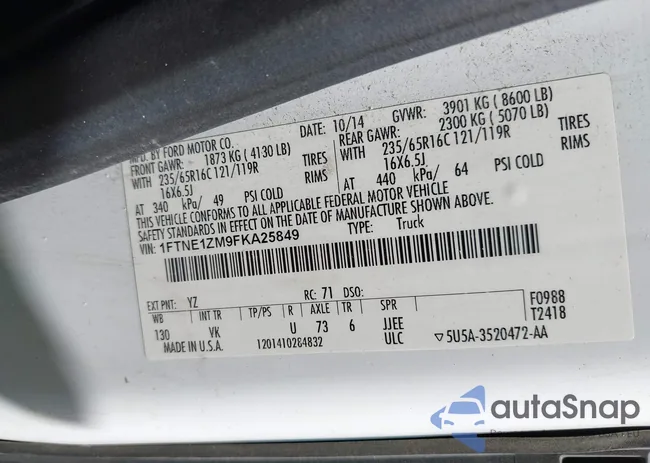 MFD. BY FORD MOTOR CO.
DATE: 10/14
GVWR: 3901 KG ( 8600 LB)
FRONT GAWR: 1873 KG ( 4130 LB)
REAR GAWR: 2300 KG ( 5070 LB)
WITH 235/65R16C 121/119R TIRES
235/65R16C 121/119R TIRES
16X6.5J RIMS
WITH 16X6.5J RIMS
AT 340 kPa/ 49 PSI COLD
AT 440 kPa/ 64 PSI COLD
THIS VEHICLE CONFORMS TO ALL APPLICABLE FEDERAL MOTOR VEHICLE
SAFETY STANDARDS IN EFFECT ON THE DATE OF MANUFACTURE SHOWN ABOVE.
VIN: 1FTNE1ZM9FKA25849
TYPE: Truck
EXT PNT: YZ
RC: 71 DSO:
F0988
WB INT TR TP/PS R AXLE TR SPR
T2418
130 VK U 73 6 JJEE
MADE IN U.S.A. 1201410284832 ULC
▽5U5A-3520472-AA
autoSnap